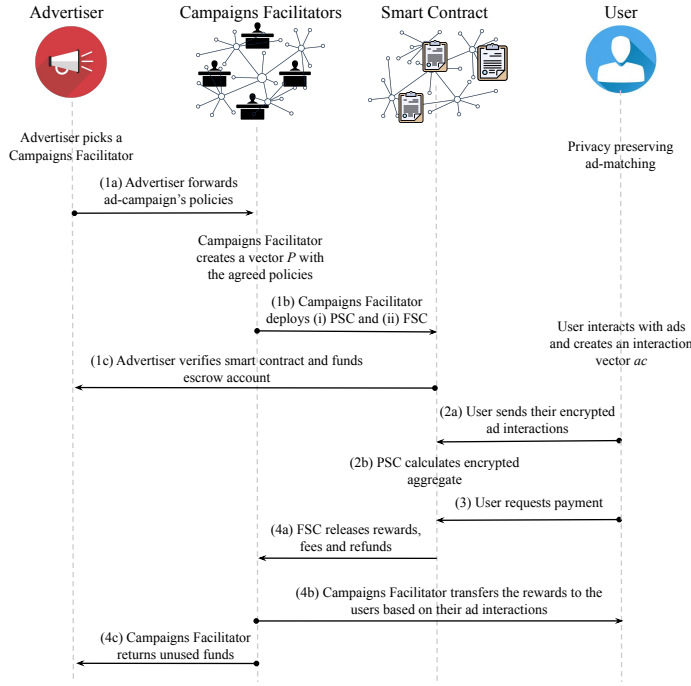 Advertiser
Campaigns Facilitators
Smart Contract
User
Advertiser picks a
Campaigns Facilitator
Privacy preserving
ad-matching
(1a) Advertiser forwards
ad-campaign's policies
Campaigns Facilitator
creates a vector P with
the agreed policies
(1b) Campaigns Facilitator
deploys (i) PSC and (ii) FSC
User interacts with ads
and creates an interaction
vector ac
(1c) Advertiser verifies smart contract and funds
escrow account
(2a) User sends their encrypted
ad interactions
(2b) PSC calculates encrypted
aggregate
(3) User requests payment
(4a) FSC releases rewards,
fees and refunds
(4b) Campaigns Facilitator transfers the rewards to the
users based on their ad interactions
(4c) Campaigns Facilitator
returns unused funds